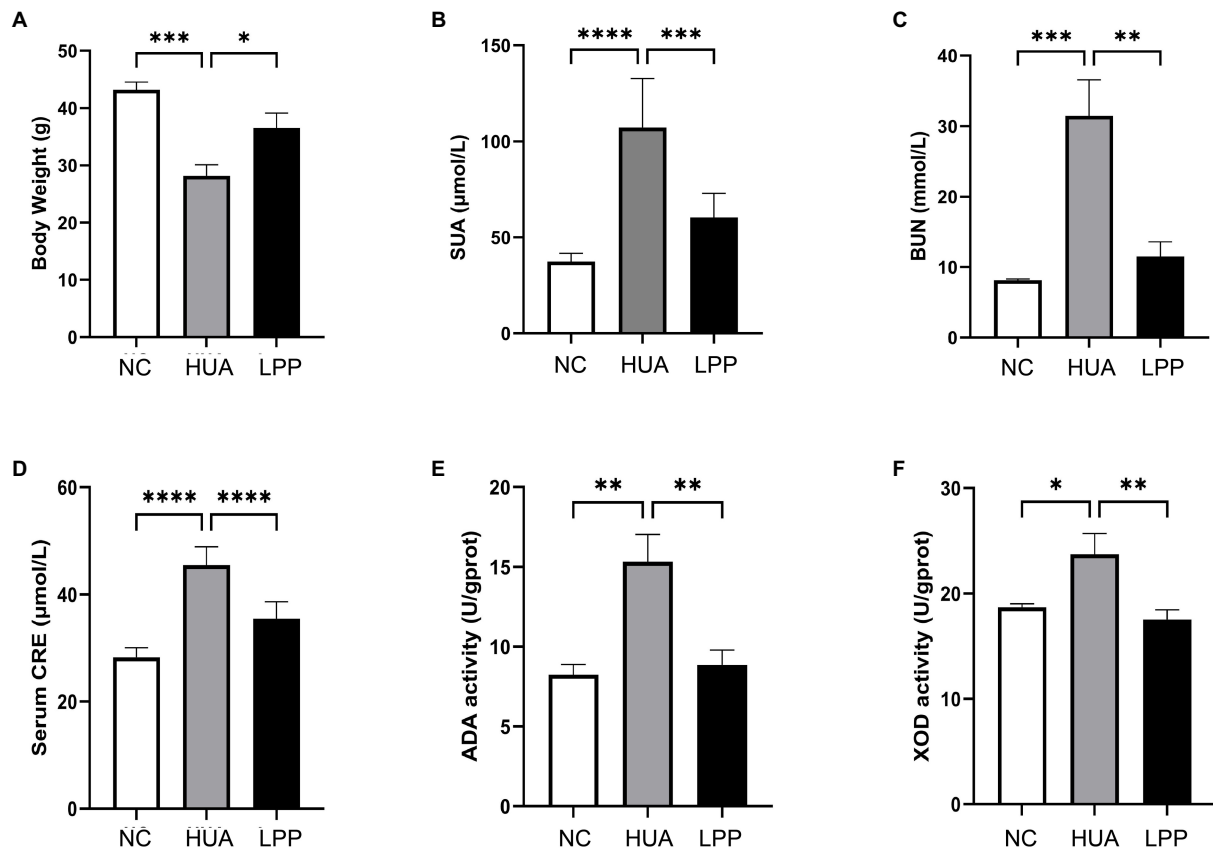 A
*** *
Body Weight (g)
50
40
30
20
10
0
NC HUA LPP
B
**** ***
SUA (µmol/L)
150
100
50
0
NC HUA LPP
C
*** **
BUN (mmol/L)
40
30
20
10
0
NC HUA LPP
D
**** ****
Serum CRE (µmol/L)
60
40
20
0
NC HUA LPP
E
** **
ADA activity (U/gprot)
20
15
10
5
0
NC HUA LPP
F
* **
XOD activity (U/gprot)
30
20
10
0
NC HUA LPP